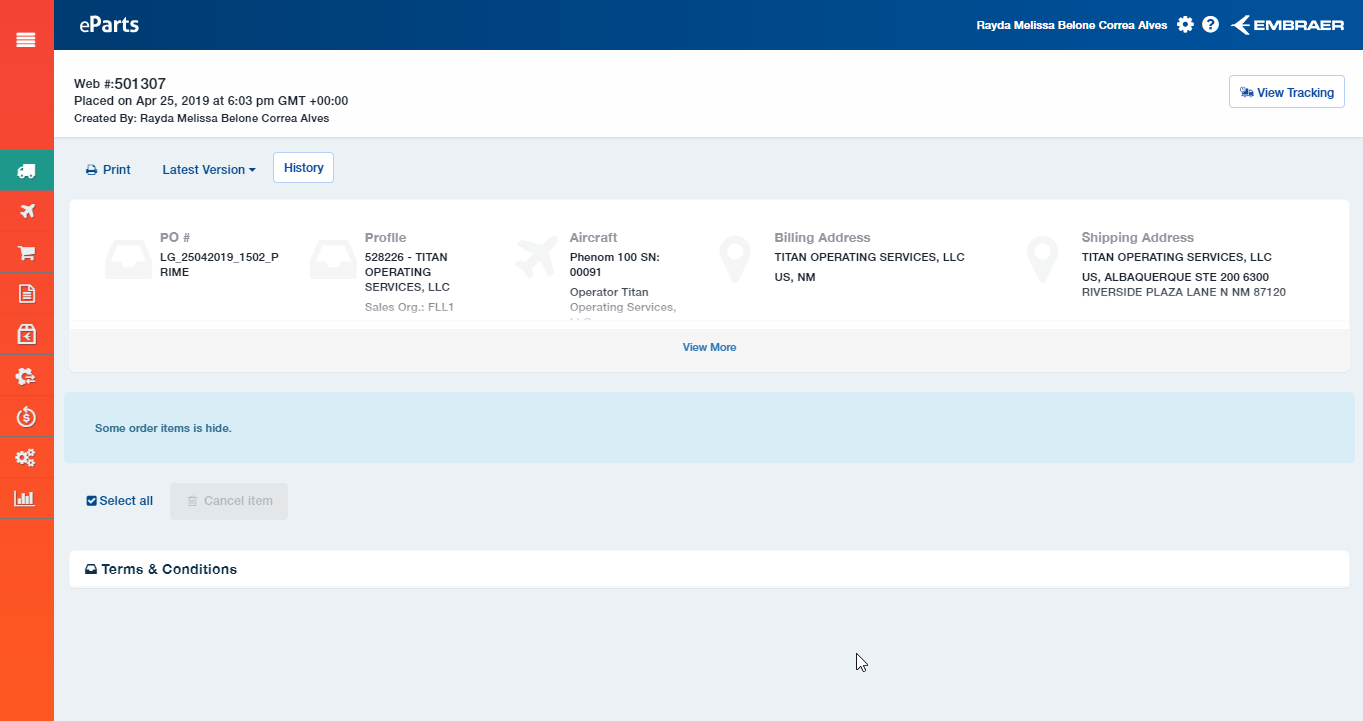 eParts
Rayda Melissa Belone Correa Alves
EMBRAER
Web #:501307
Placed on Apr 25, 2019 at 6:03 pm GMT +00:00
Created By: Rayda Melissa Belone Correa Alves
View Tracking
Print
Latest Version
History
PO #
LG_25042019_1502_P
RIME
Profile
528226 - TITAN
OPERATING
SERVICES, LLC
Sales Org.: FLL1
Aircraft
Phenom 100 SN:
00091
Operator Titan
Operating Services,
Billing Address
TITAN OPERATING SERVICES, LLC
US, NM
Shipping Address
TITAN OPERATING SERVICES, LLC
US, ALBUQUERQUE STE 200 6300
RIVERSIDE PLAZA LANE N NM 87120
View More
Some order items is hide.
Select all
Cancel item
Terms & Conditions